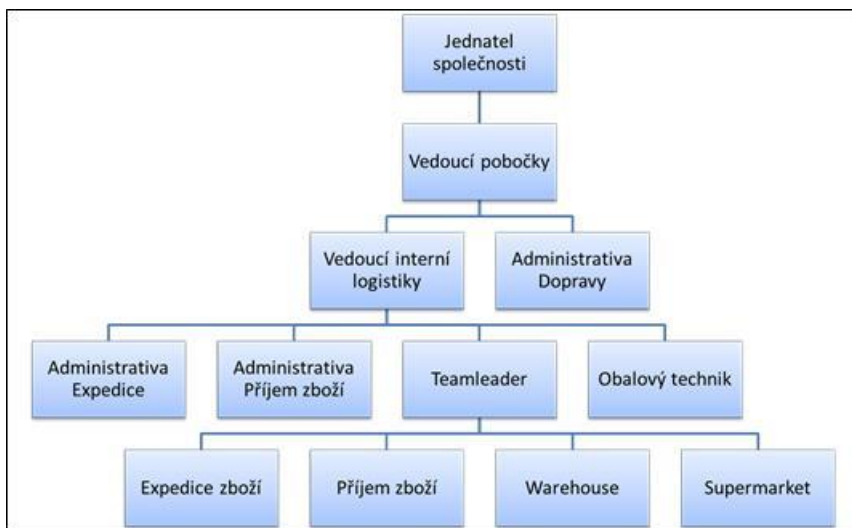 Jednatel
společnosti
Vedoucí pobočky
Vedoucí interní
logistiky
Administrativa
Dopravy
Administrativa
Expedice
Administrativa
Příjem zboží
Teamleader
Obalový technik
Expedice zboží
Příjem zboží
Warehouse
Supermarket